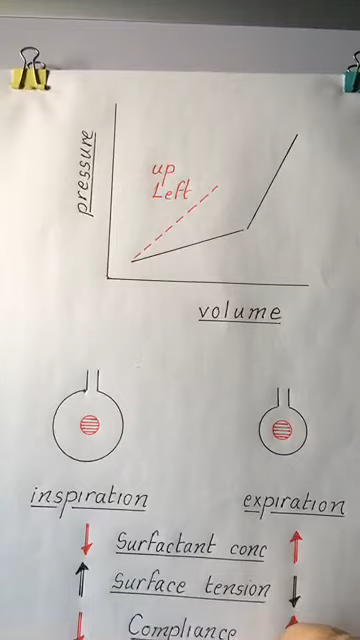 pressure
up
Left
volume
inspiration
expiration
Surfactant conc
Surface tension
Compliance